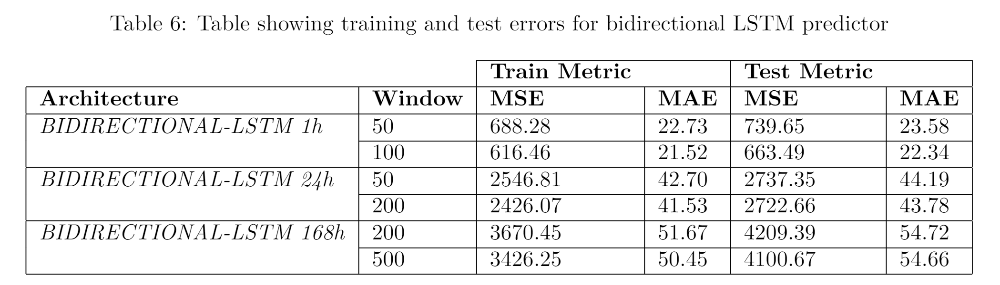 Table 6: Table showing training and test errors for bidirectional LSTM predictor
Train Metric Test Metric
Architecture Window MSE MAE MSE MAE
BIDIRECTIONAL-LSTM 1h 50 688.28 22.73 739.65 23.58
100 616.46 21.52 663.49 22.34
BIDIRECTIONAL-LSTM 24h 50 2546.81 42.70 2737.35 44.19
200 2426.07 41.53 2722.66 43.78
BIDIRECTIONAL-LSTM 168h 200 3670.45 51.67 4209.39 54.72
500 3426.25 50.45 4100.67 54.66